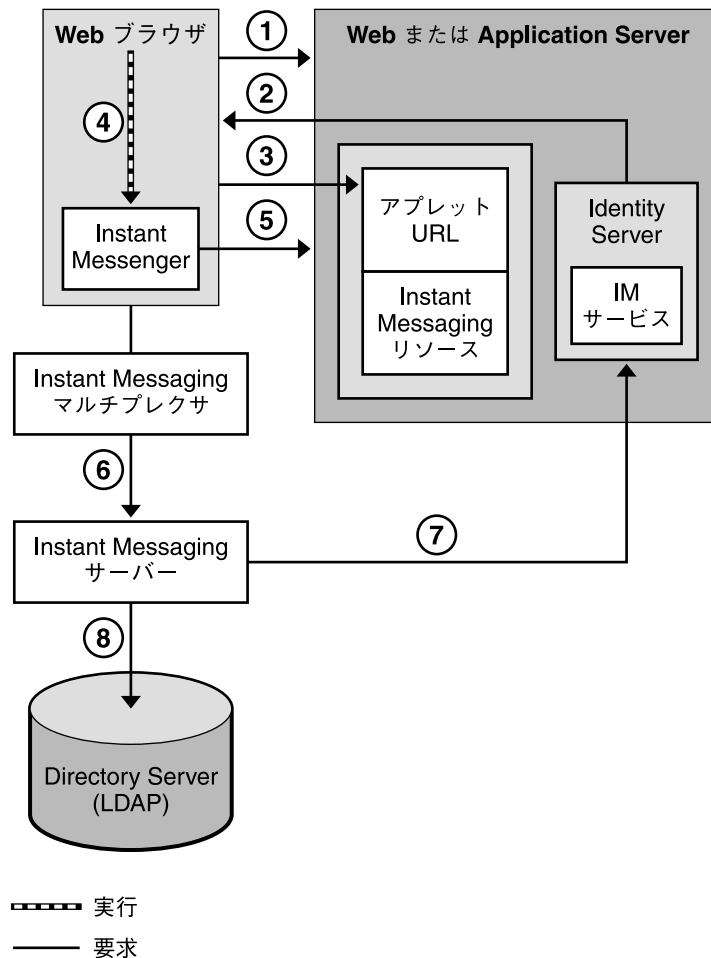 Web ブラウザ
①
Web または Application Server
②
④
③
アプレット
URL
Identity
Server
Instant
Messenger
⑤
Instant
Messaging
リソース
IM
サービス
Instant Messaging
マルチプレクサ
⑥
Instant Messaging
サーバー
⑦
⑧
Directory Server
(LDAP)
実行
要求